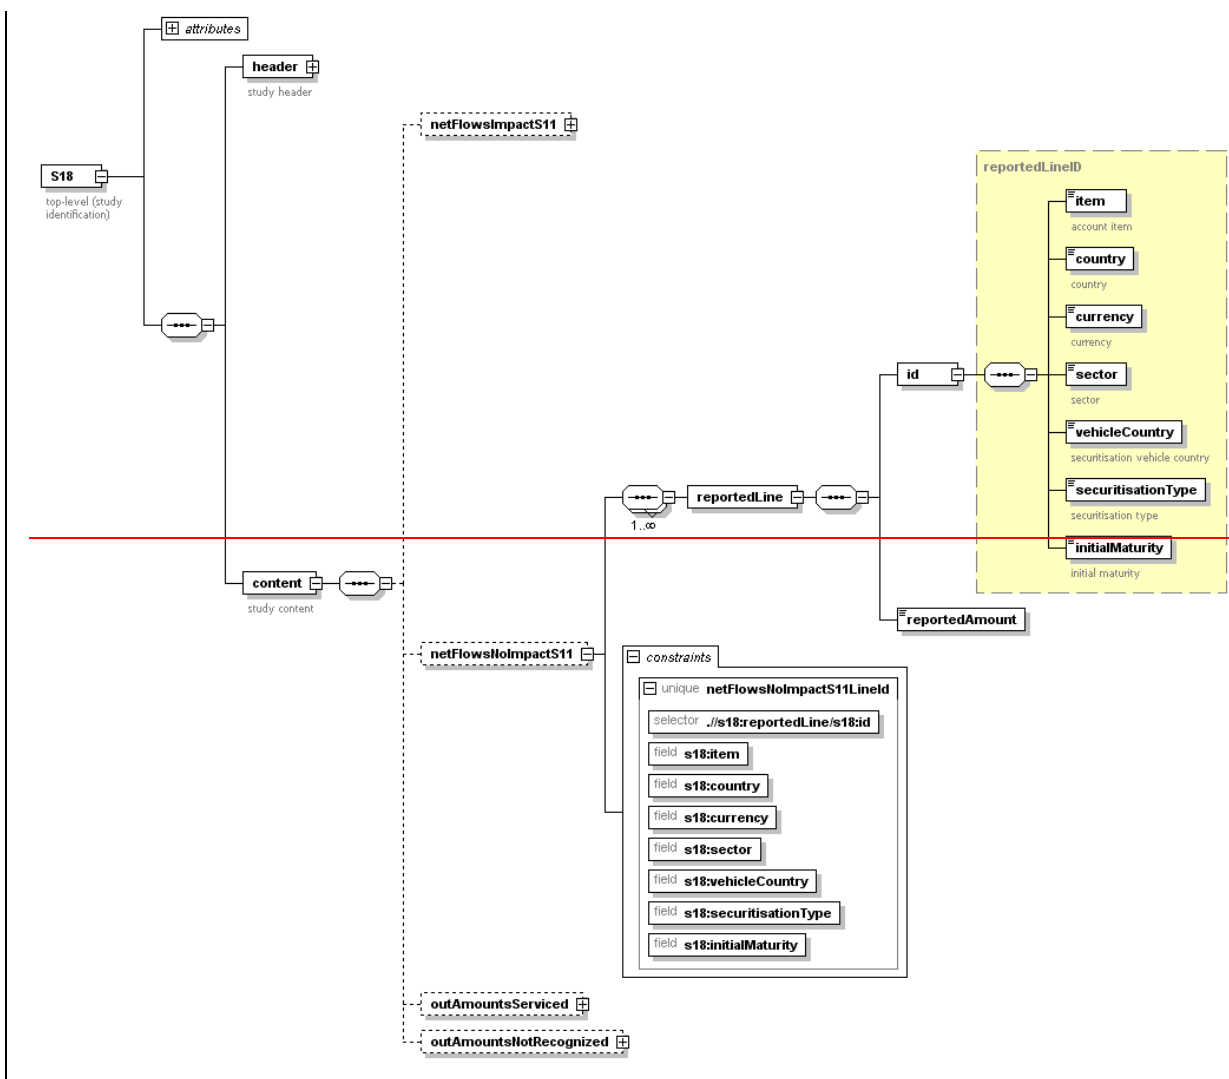 attributes
header
study header
netFlowsImpactS11
S18
top-level (study
identification)
reportedLineID
item
account item
country
country
currency
currency
id
sector
sector
vehicleCountry
securitisation vehicle country
reportedLine
1..∞
securitisationType
securitisation type
initialMaturity
initial maturity
content
study content
reportedAmount
netFlowsNoImpactS11
constraints
unique netFlowsNoImpactS11LineId
selector .//s18:reportedLine/s18:id
field s18:item
field s18:country
field s18:currency
field s18:sector
field s18:vehicleCountry
field s18:securitisationType
field s18:initialMaturity
outAmountsServiced
outAmountsNotRecognized